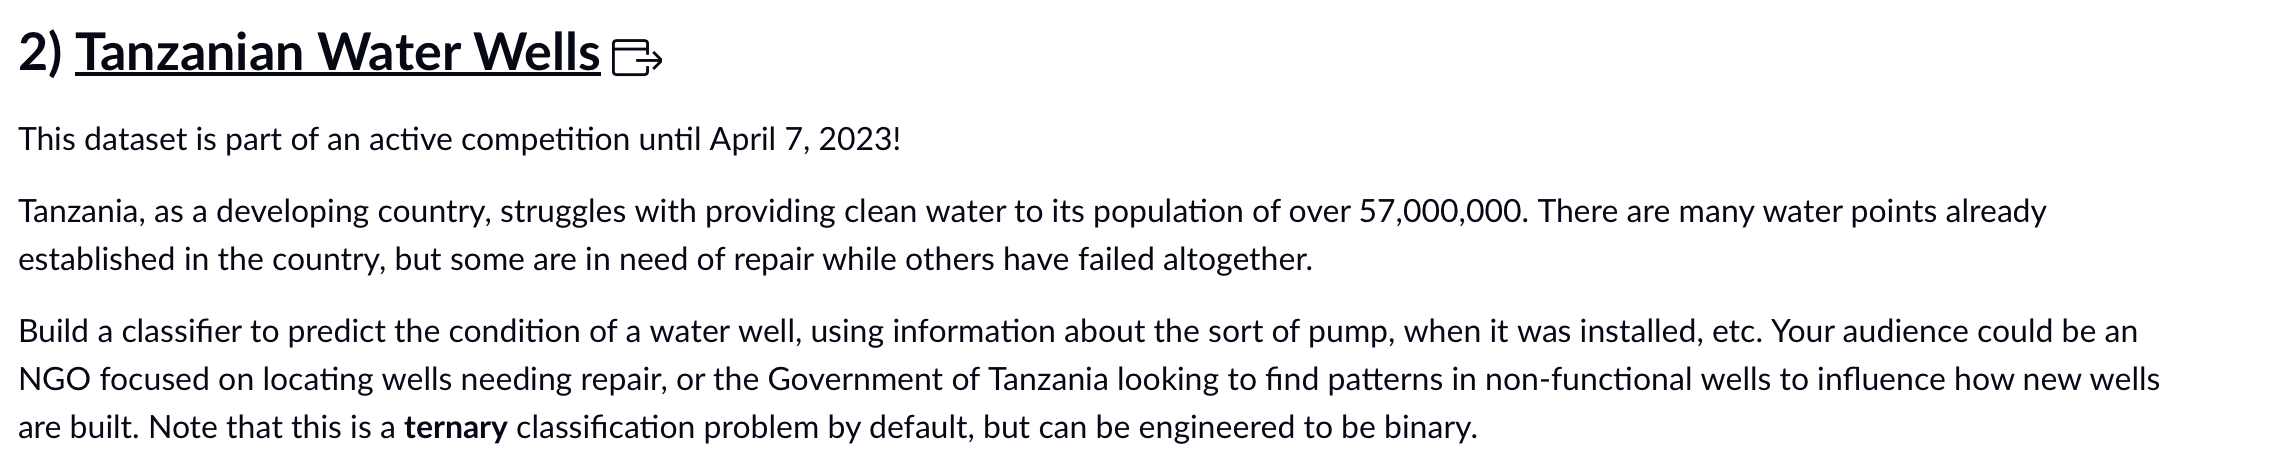 2) Tanzanian Water Wells
This dataset is part of an active competition until April 7, 2023!
Tanzania, as a developing country, struggles with providing clean water to its population of over 57,000,000. There are many water points already
established in the country, but some are in need of repair while others have failed altogether.
Build a classifier to predict the condition of a water well, using information about the sort of pump, when it was installed, etc. Your audience could be an
NGO focused on locating wells needing repair, or the Government of Tanzania looking to find patterns in non-functional wells to influence how new wells
are built. Note that this is a ternary classification problem by default, but can be engineered to be binary.